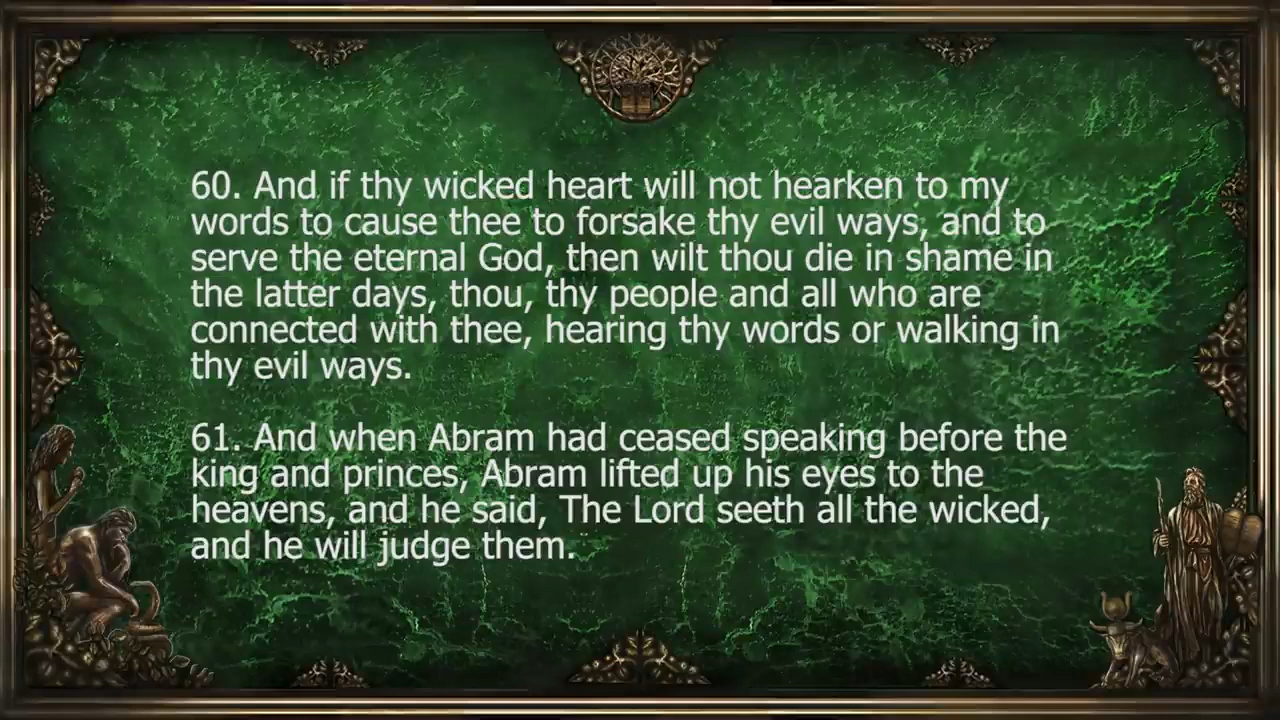 60. And if thy wicked heart will not hearken to my
words to cause thee to forsake thy evil ways, and to
serve the eternal God, then wilt thou die in shame in
the latter days, thou, thy people and all who are
connected with thee, hearing thy words or walking in
thy evil ways.
61. And when Abram had ceased speaking before the
king and princes, Abram lifted up his eyes to the
heavens, and he said, The Lord seeth all the wicked,
and he will judge them.